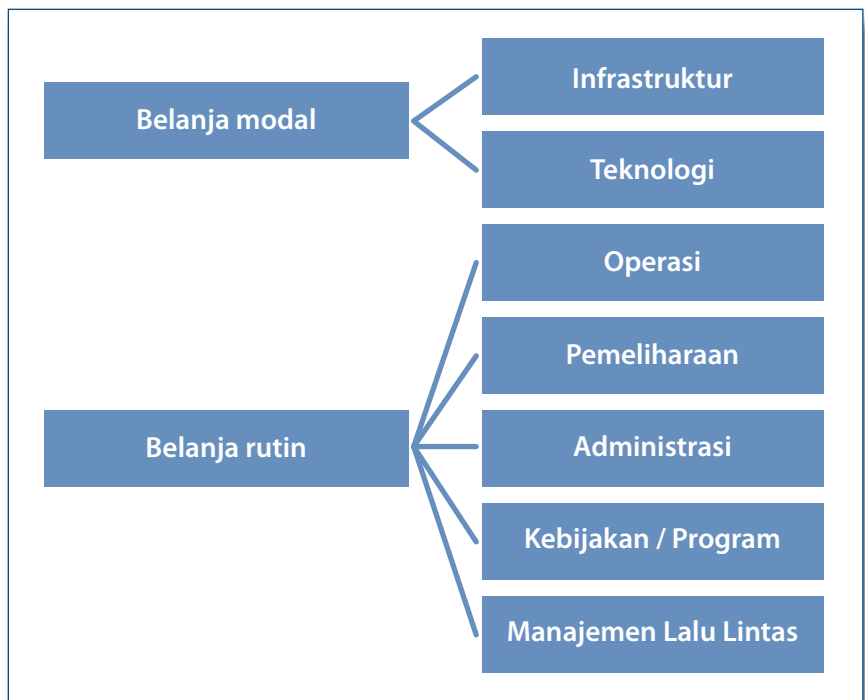 Belanja modal
Infrastruktur
Teknologi
Belanja rutin
Operasi
Pemeliharaan
Administrasi
Kebijakan / Program
Manajemen Lalu Lintas